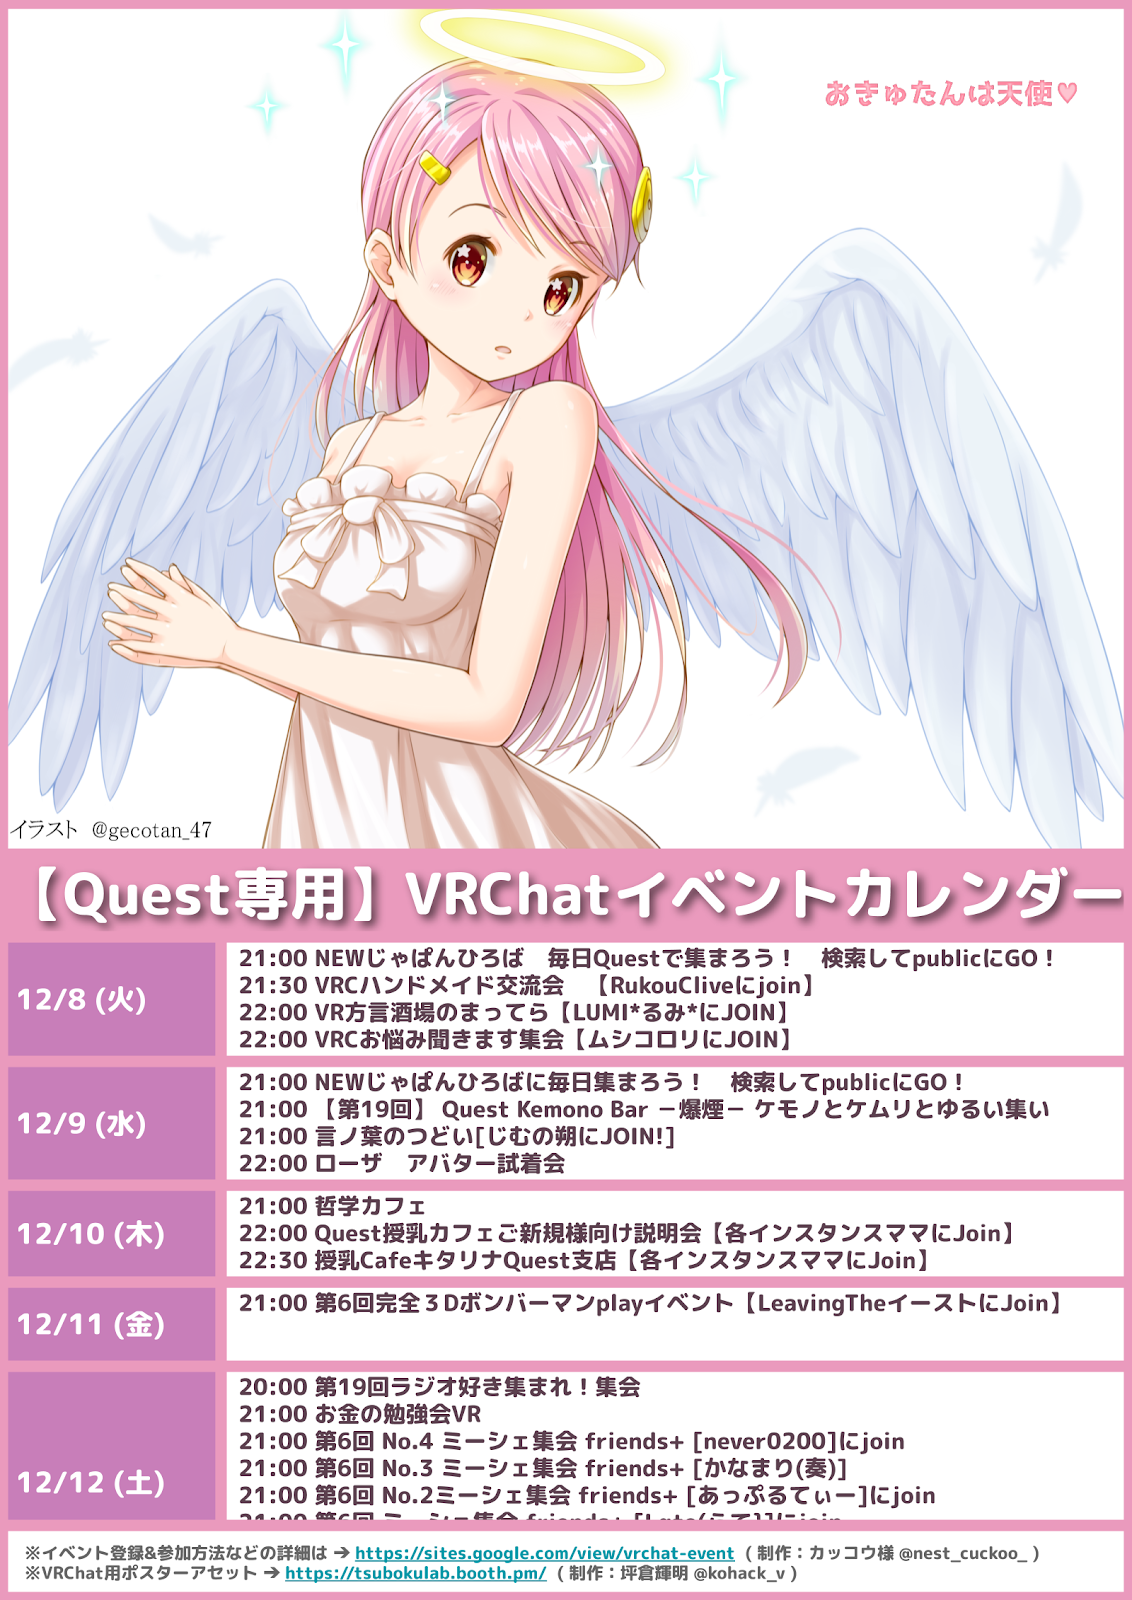 おきゅたんは天使♥
イラスト @gecotan_47
【Quest専用】VRChatイベントカレンダー
12/8 (火)
21:00 NEWじゃぱんひろば　毎日Questで集まろう！　検索してpublicにGO！
21:30 VRCハンドメイド交流会　【RukouCliveにjoin】
22:00 VR方言酒場のまってら【LUMI*るみ*にJOIN】
22:00 VRCお悩み聞きます集会【ムシコロリにJOIN】
12/9 (水)
21:00 NEWじゃぱんひろばに毎日集まろう！　検索してpublicにGO！
21:00 【第19回】 Quest Kemono Bar －爆煙－ ケモノとケムリとゆるい集い
21:00 言ノ葉のつどい[じむの朔にJOIN!]
22:00 ローザ　アバター試着会
12/10 (木)
21:00 哲学カフェ
22:00 Quest授乳カフェご新規様向け説明会【各インスタンスママにJoin】
22:30 授乳CafeキタリナQuest支店【各インスタンスママにJoin】
12/11 (金)
21:00 第6回完全３Dボンバーマンplayイベント【LeavingTheイーストにJoin】
12/12 (土)
20:00 第19回ラジオ好き集まれ！集会
21:00 お金の勉強会VR
21:00 第6回 No.4 ミーシェ集会 friends+ [never0200]にjoin
21:00 第6回 No.3 ミーシェ集会 friends+ [かなまり(奏)]
21:00 第6回 No.2ミーシェ集会 friends+ [あっぷるてぃー]にjoin
21:00 第6回 ミーシェ集会 friends+
※イベント登録&参加方法などの詳細は ➔ https://sites.google.com/view/vrchat-event ( 制作：カッコウ様 @nest_cuckoo_ )
※VRChat用ポスターアセット ➔ https://tsubokulab.booth.pm/ ( 制作：坪倉輝明 @kohack_v )